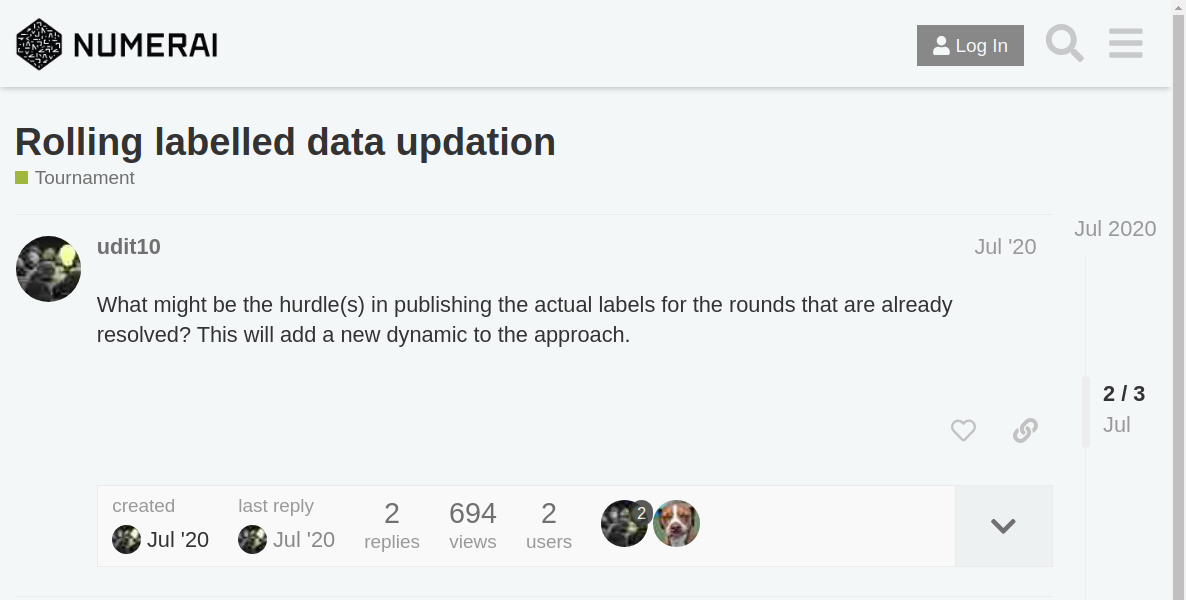 NUMERAI
Log In
Rolling labelled data updation
Tournament
Jul 2020
udit10
Jul '20
What might be the hurdle(s) in publishing the actual labels for the rounds that are already
resolved? This will add a new dynamic to the approach.
2 / 3
Jul
created
Jul '20
last reply
Jul '20
2
replies
694
views
2
users
2